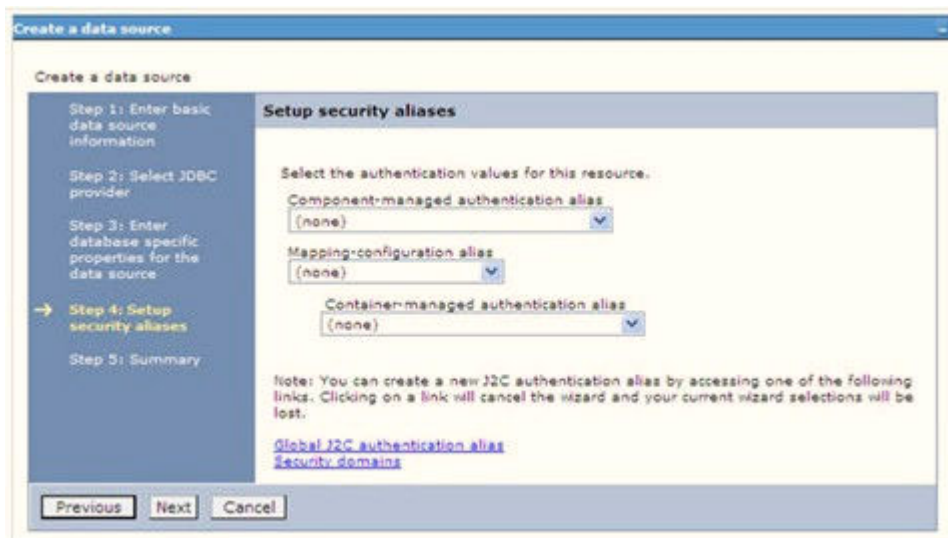 Create a data source
Create a data source
Step 1: Enter basic
data source
information
Step 2: Select JDBC
provider
Step 3: Enter
database specific
properties for the
data source
Step 4: Setup
security aliases
Step 5: Summary
Setup security aliases
Select the authentication values for this resource.
Component-managed authentication alias
(none)
Mapping-configuration alias
(none)
Container-managed authentication alias
(none)
Note: You can create a new J2C authentication alias by accessing one of the following
links. Clicking on a link will cancel the wizard and your current wizard selections will be
lost.
Global J2C authentication alias
Security domains
Previous
Next
Cancel